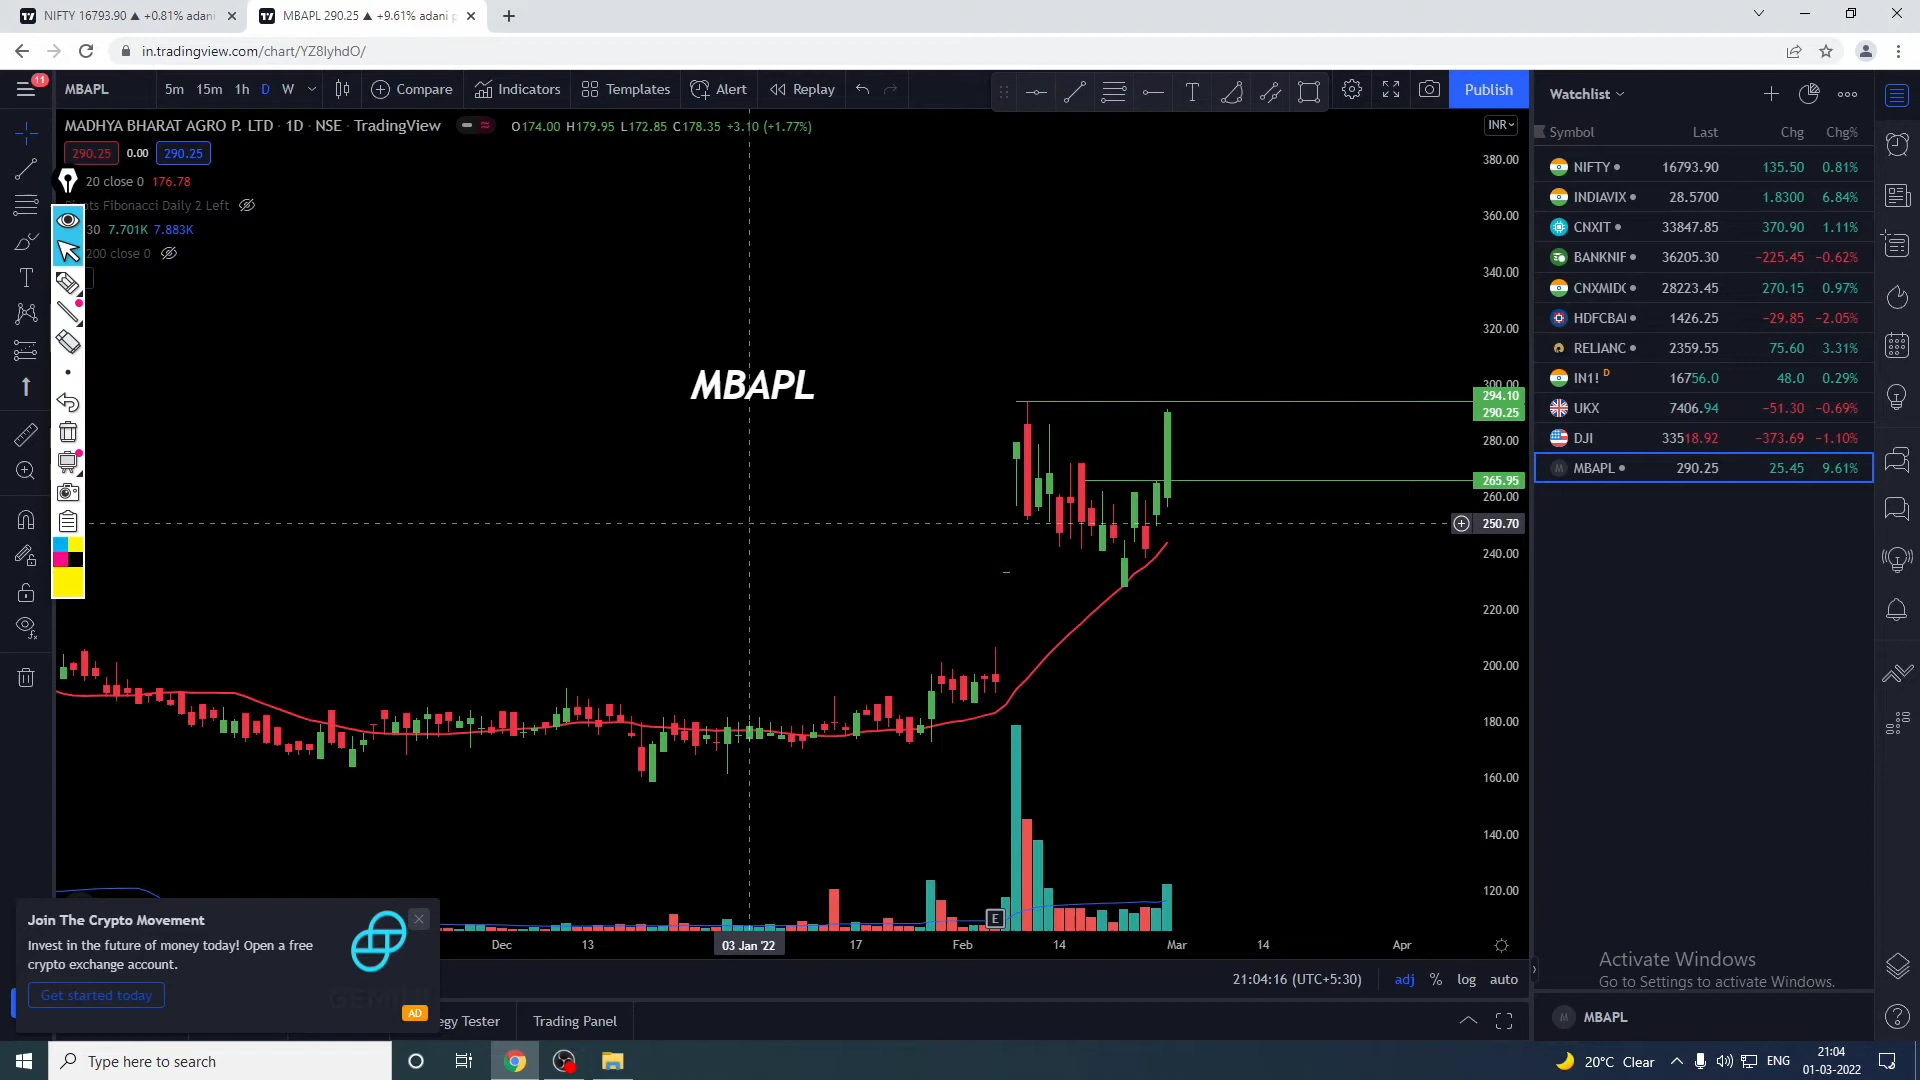 NIFTY 16793.90 ▲ +0.81% adani
MBAPL 290.25 ▲ +9.61% adani p
in.tradingview.com/chart/YZ8lyhdO/
11
MBAPL
5m 15m 1h D W
Compare
Indicators
Templates
Alert
Replay
Publish
MADHYA BHARAT AGRO P. LTD · 1D · NSE · TradingView
O174.00 H179.95 L172.85 C178.35 +3.10 (+1.77%)
INR
290.25 0.00 290.25
20 close 0 176.78
Fibonacci Daily 2 Left
30 7.701K 7.883K
200 close 0
MBAPL
380.00
360.00
340.00
320.00
300.00
294.10
290.25
280.00
265.95
260.00
250.70
240.00
220.00
200.00
180.00
160.00
140.00
120.00
E
Dec 13 03 Jan '22 17 Feb 14 Mar 14 Apr
Watchlist
Symbol Last Chg Chg%
NIFTY 16793.90 135.50 0.81%
INDIAVIX 28.5700 1.8300 6.84%
CNXIT 33847.85 370.90 1.11%
BANKNIF 36205.30 −225.45 −0.62%
CNXMID 28223.45 270.15 0.97%
HDFCBAI 1426.25 −29.85 −2.05%
RELIANC 2359.55 75.60 3.31%
IN1! D 16756.0 48.0 0.29%
UKX 7406.94 −51.30 −0.69%
DJI 33518.92 −373.69 −1.10%
M MBAPL 290.25 25.45 9.61%
Join The Crypto Movement
Invest in the future of money today! Open a free
crypto exchange account.
Get started today
AD
21:04:16 (UTC+5:30)
adj % log auto
Tester
Trading Panel
Activate Windows
Go to Settings to activate Windows.
M MBAPL
Type here to search
20°C Clear
ENG
21:04
01-03-2022